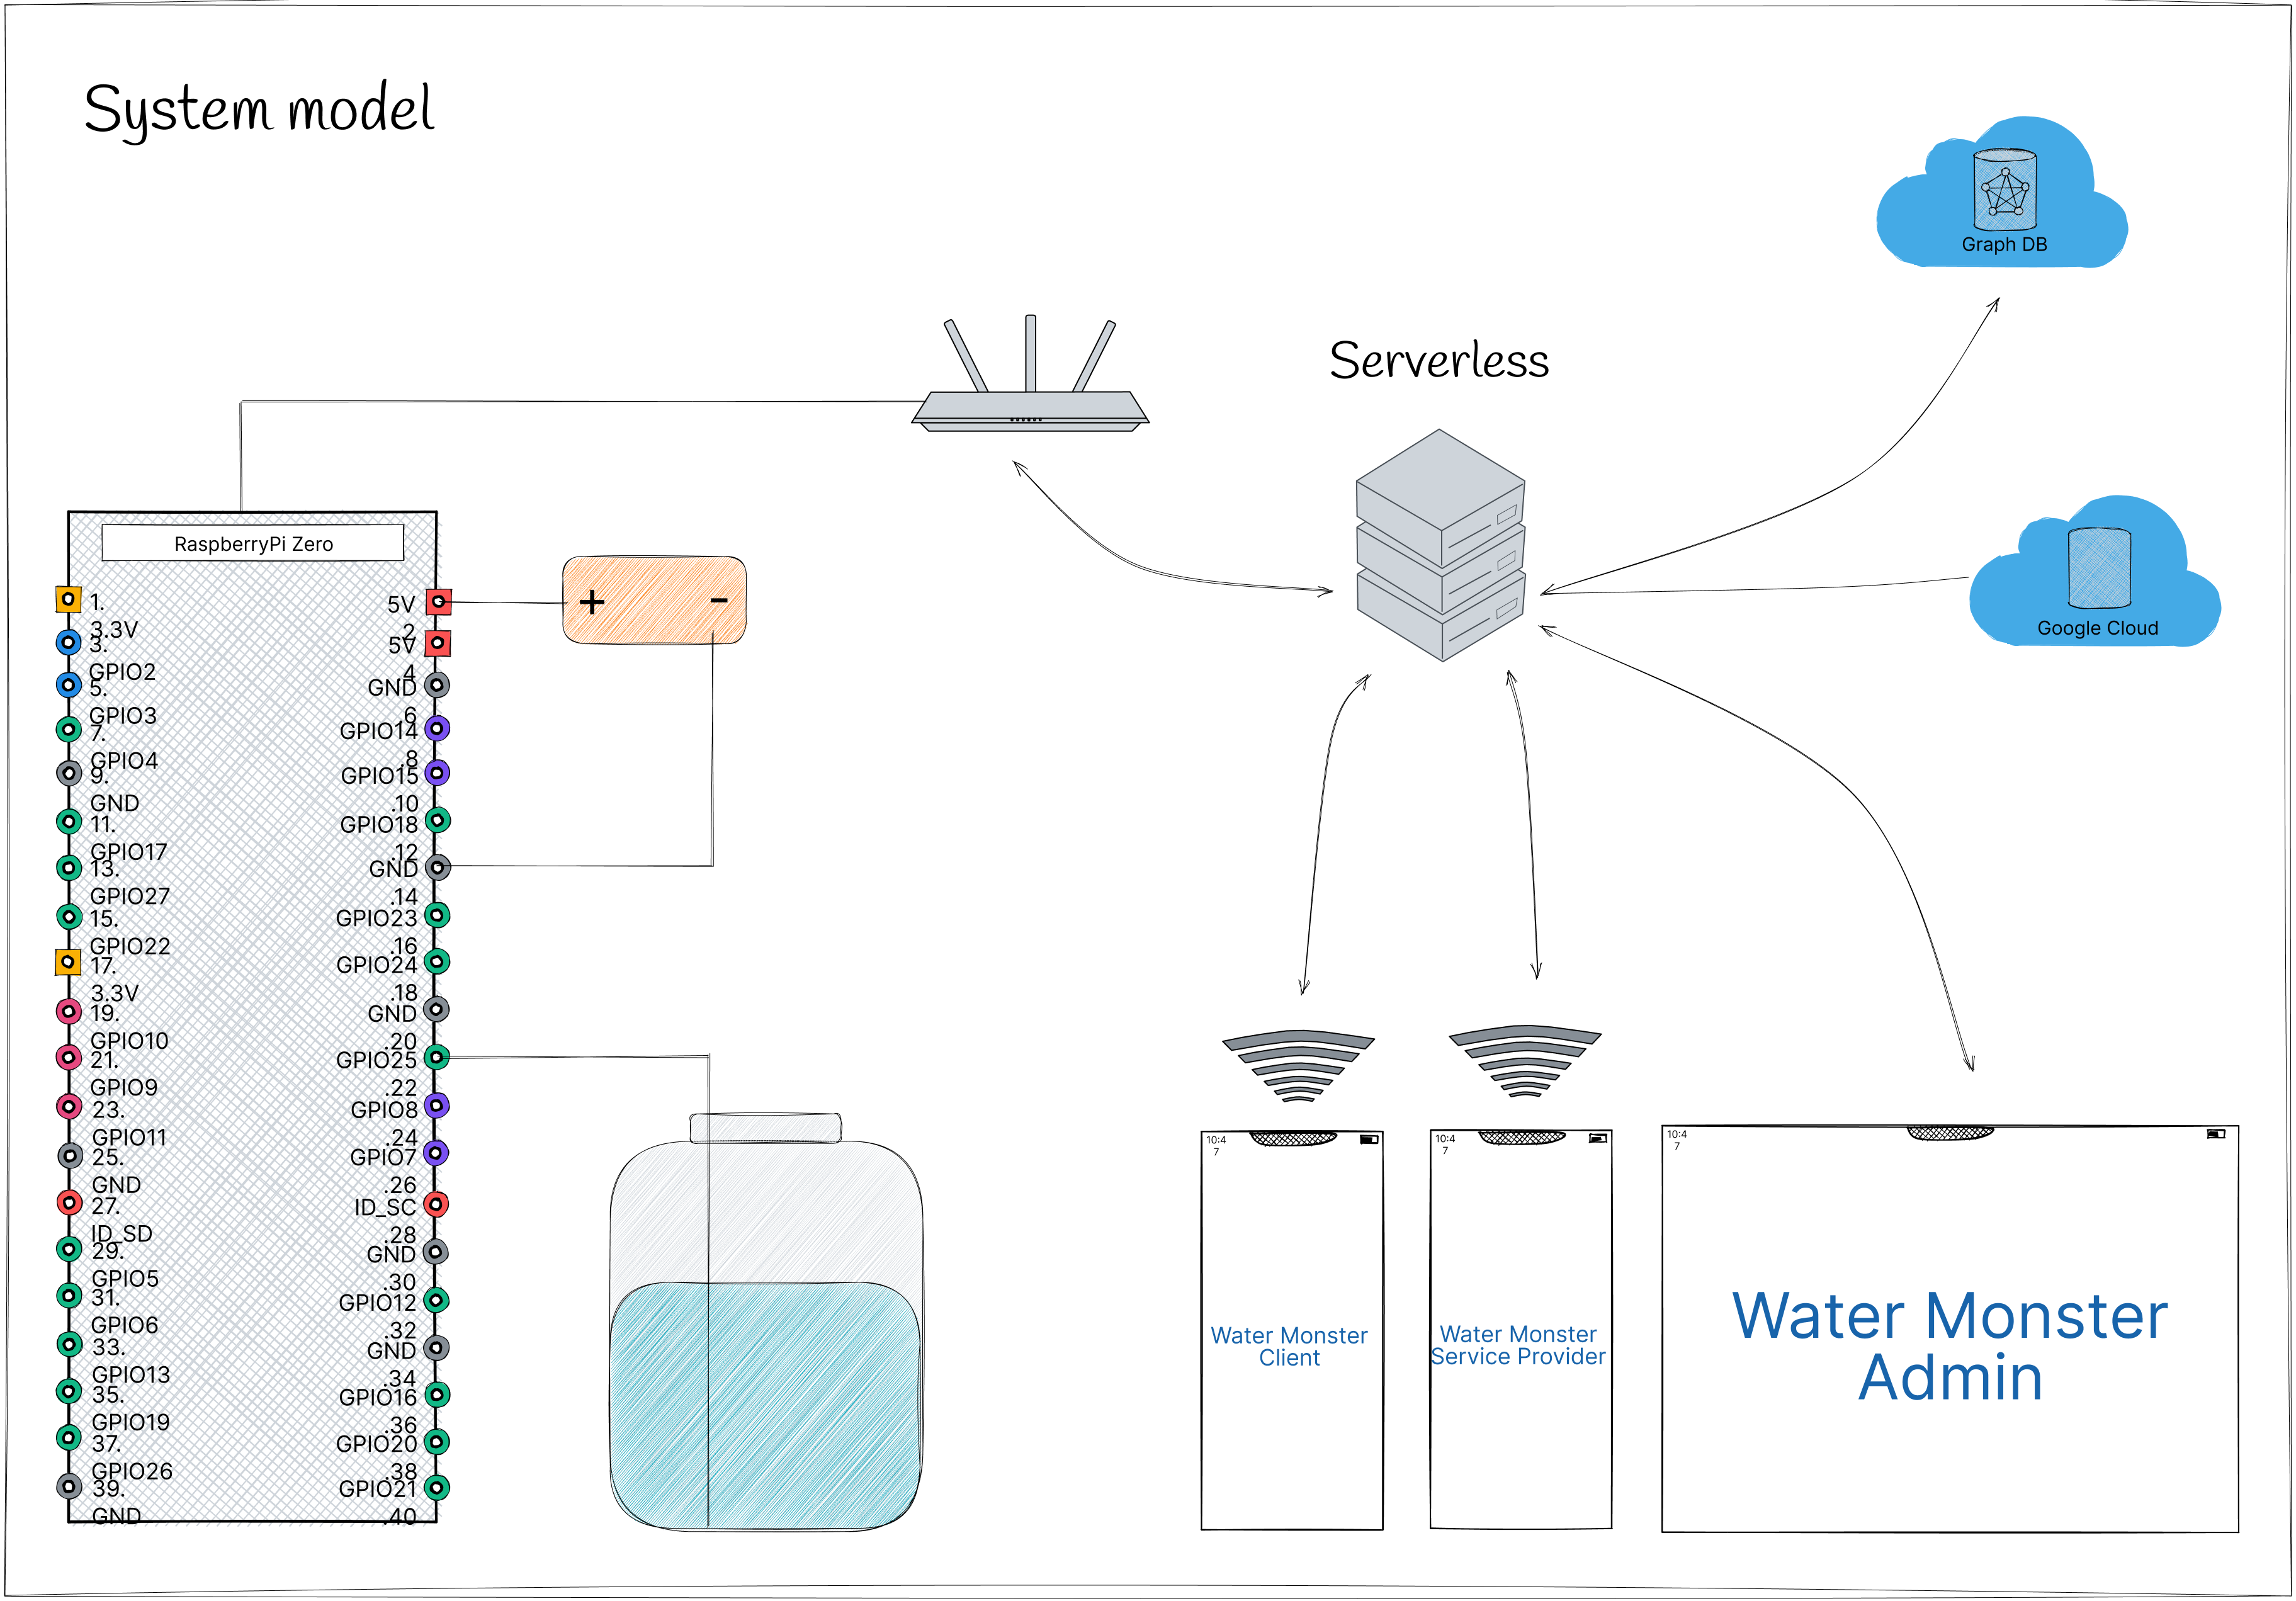 System model
Graph DB
Serverless
Google Cloud
RaspberryPi Zero
1.
3.3V
3.
GPIO2
5.
GPIO3
7.
GPIO4
9.
GND
11.
GPIO17
13.
GPIO27
15.
GPIO22
17.
3.3V
19.
GPIO10
21.
GPIO9
23.
GPIO11
25.
GND
27.
ID_SD
29.
GPIO5
31.
GPIO6
33.
GPIO13
35.
GPIO19
37.
GPIO26
39.
GND
5V
.2
5V
.4
GND
.6
GPIO14
.8
GPIO15
.10
GPIO18
.12
GND
.14
GPIO23
.16
GPIO24
.18
GND
.20
GPIO25
.22
GPIO8
.24
GPIO7
.26
ID_SC
.28
GND
.30
GPIO12
.32
GND
.34
GPIO16
.36
GPIO20
.38
GPIO21
.40
+ -
10:4
7
Water Monster
Client
10:4
7
Water Monster
Service Provider
10:4
7
Water Monster
Admin